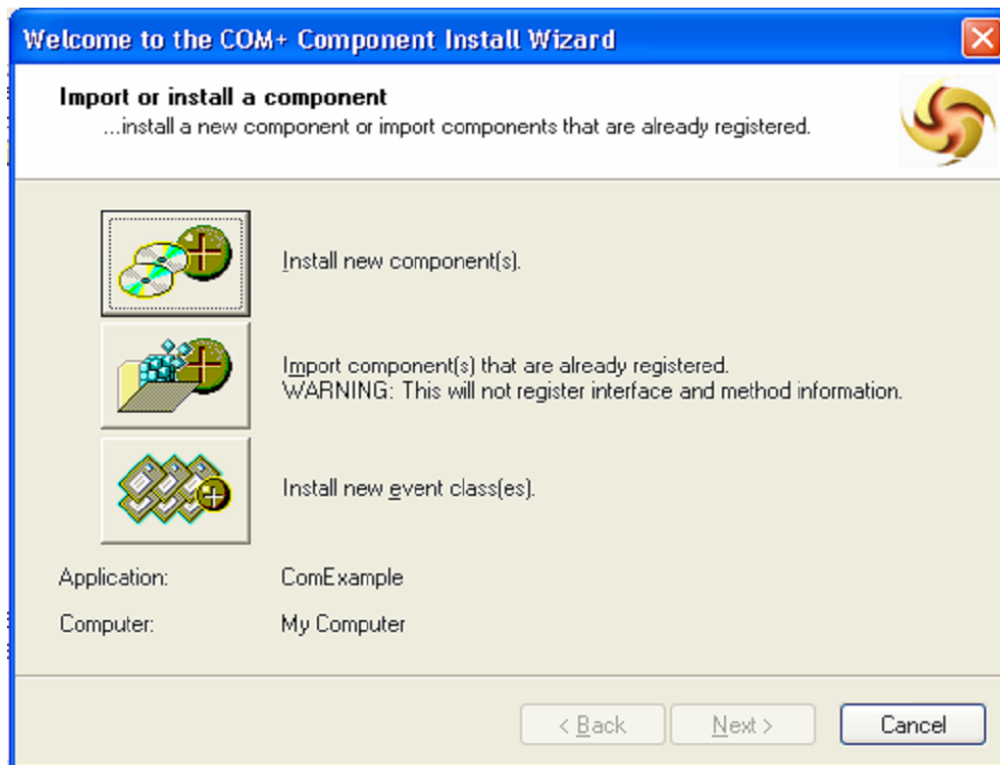 Welcome to the COM+ Component Install Wizard
Import or install a component
...install a new component or import components that are already registered.
Install new component(s).
Import component(s) that are already registered.
WARNING: This will not register interface and method information.
Install new event class(es).
Application: ComExample
Computer: My Computer
< Back Next > Cancel